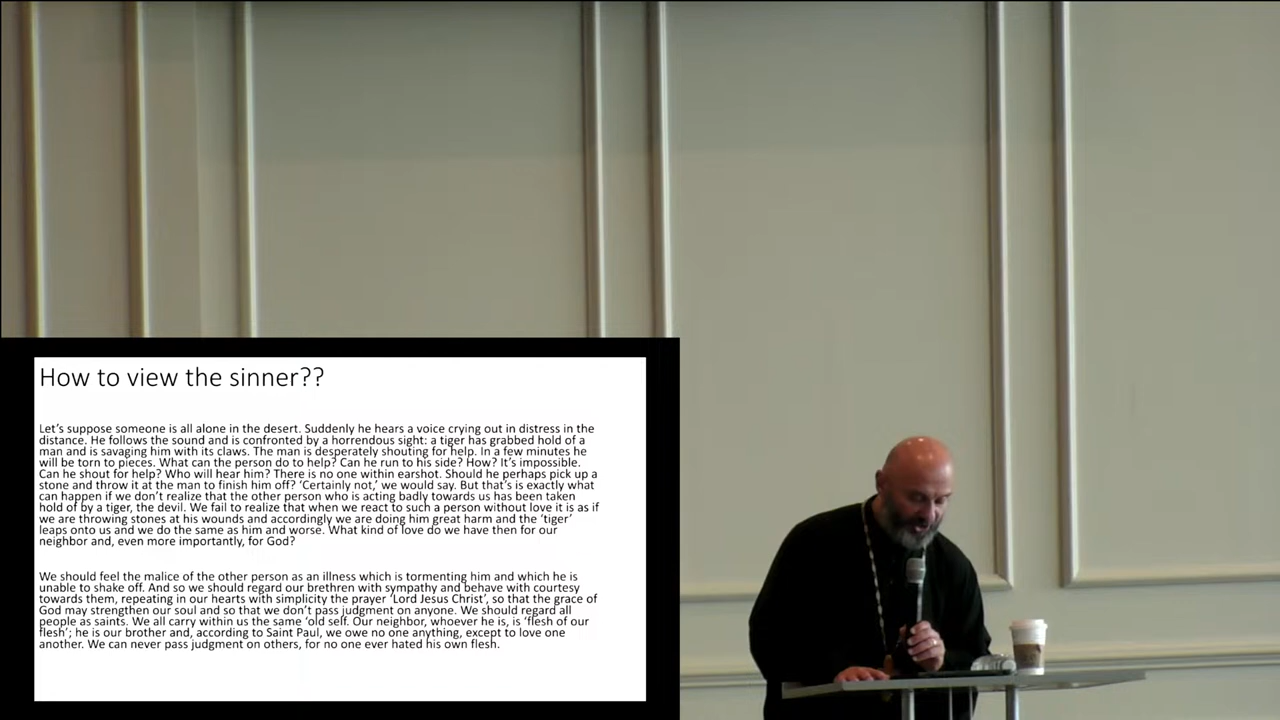 How to view the sinner??
Let's suppose someone is all alone in the desert. Suddenly he hears a voice crying out in distress in the
distance. He follows the sound and is confronted by a horrendous sight: a tiger has grabbed hold of a
man and is savaging him with its claws. The man is desperately shouting for help. In a few minutes he
will be torn to pieces. What can the person do to help? Can he run to his side? How? It's impossible.
Can he shout for help? Who will hear him? There is no one within earshot. Should he perhaps pick up a
stone and throw it at the man to finish him off? 'Certainly not,' we would say. But that's is exactly what
can happen if we don't realize that the other person who is acting badly towards us has been taken
hold of by a tiger, the devil. We fail to realize that when we react to such a person without love it is as if
we are throwing stones at his wounds and accordingly we are doing him great harm and the 'tiger'
leaps onto us and we do the same as him and worse. What kind of love do we have then for our
neighbor and, even more importantly, for God?
We should feel the malice of the other person as an illness which is tormenting him and which he is
unable to shake off. And so we should regard our brethren with sympathy and behave with courtesy
towards them, repeating in our hearts with simplicity the prayer 'Lord Jesus Christ', so that the grace of
God may strengthen our soul and so that we don't pass judgment on anyone. We should regard all
people as saints. We all carry within us the same 'old self. Our neighbor, whoever he is, is 'flesh of our
flesh'; he is our brother and, according to Saint Paul, we owe no one anything, except to love one
another. We can never pass judgment on others, for no one ever hated his own flesh.